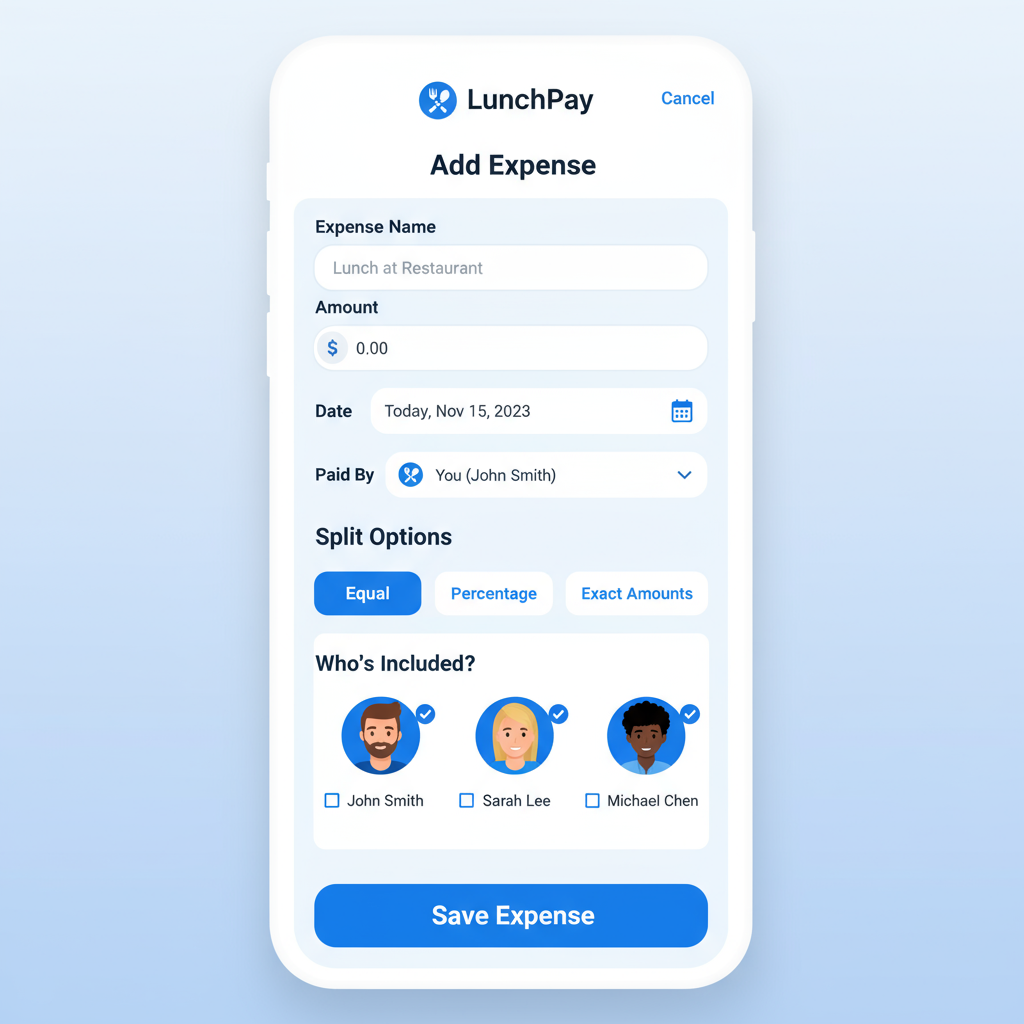 LunchPay
Cancel
Add Expense
Expense Name
Lunch at Restaurant
Amount
$ 0.00
Date Today, Nov 15, 2023
Paid By You (John Smith)
Split Options
Equal Percentage Exact Amounts
Who's Included?
John Smith Sarah Lee Michael Chen
Save Expense